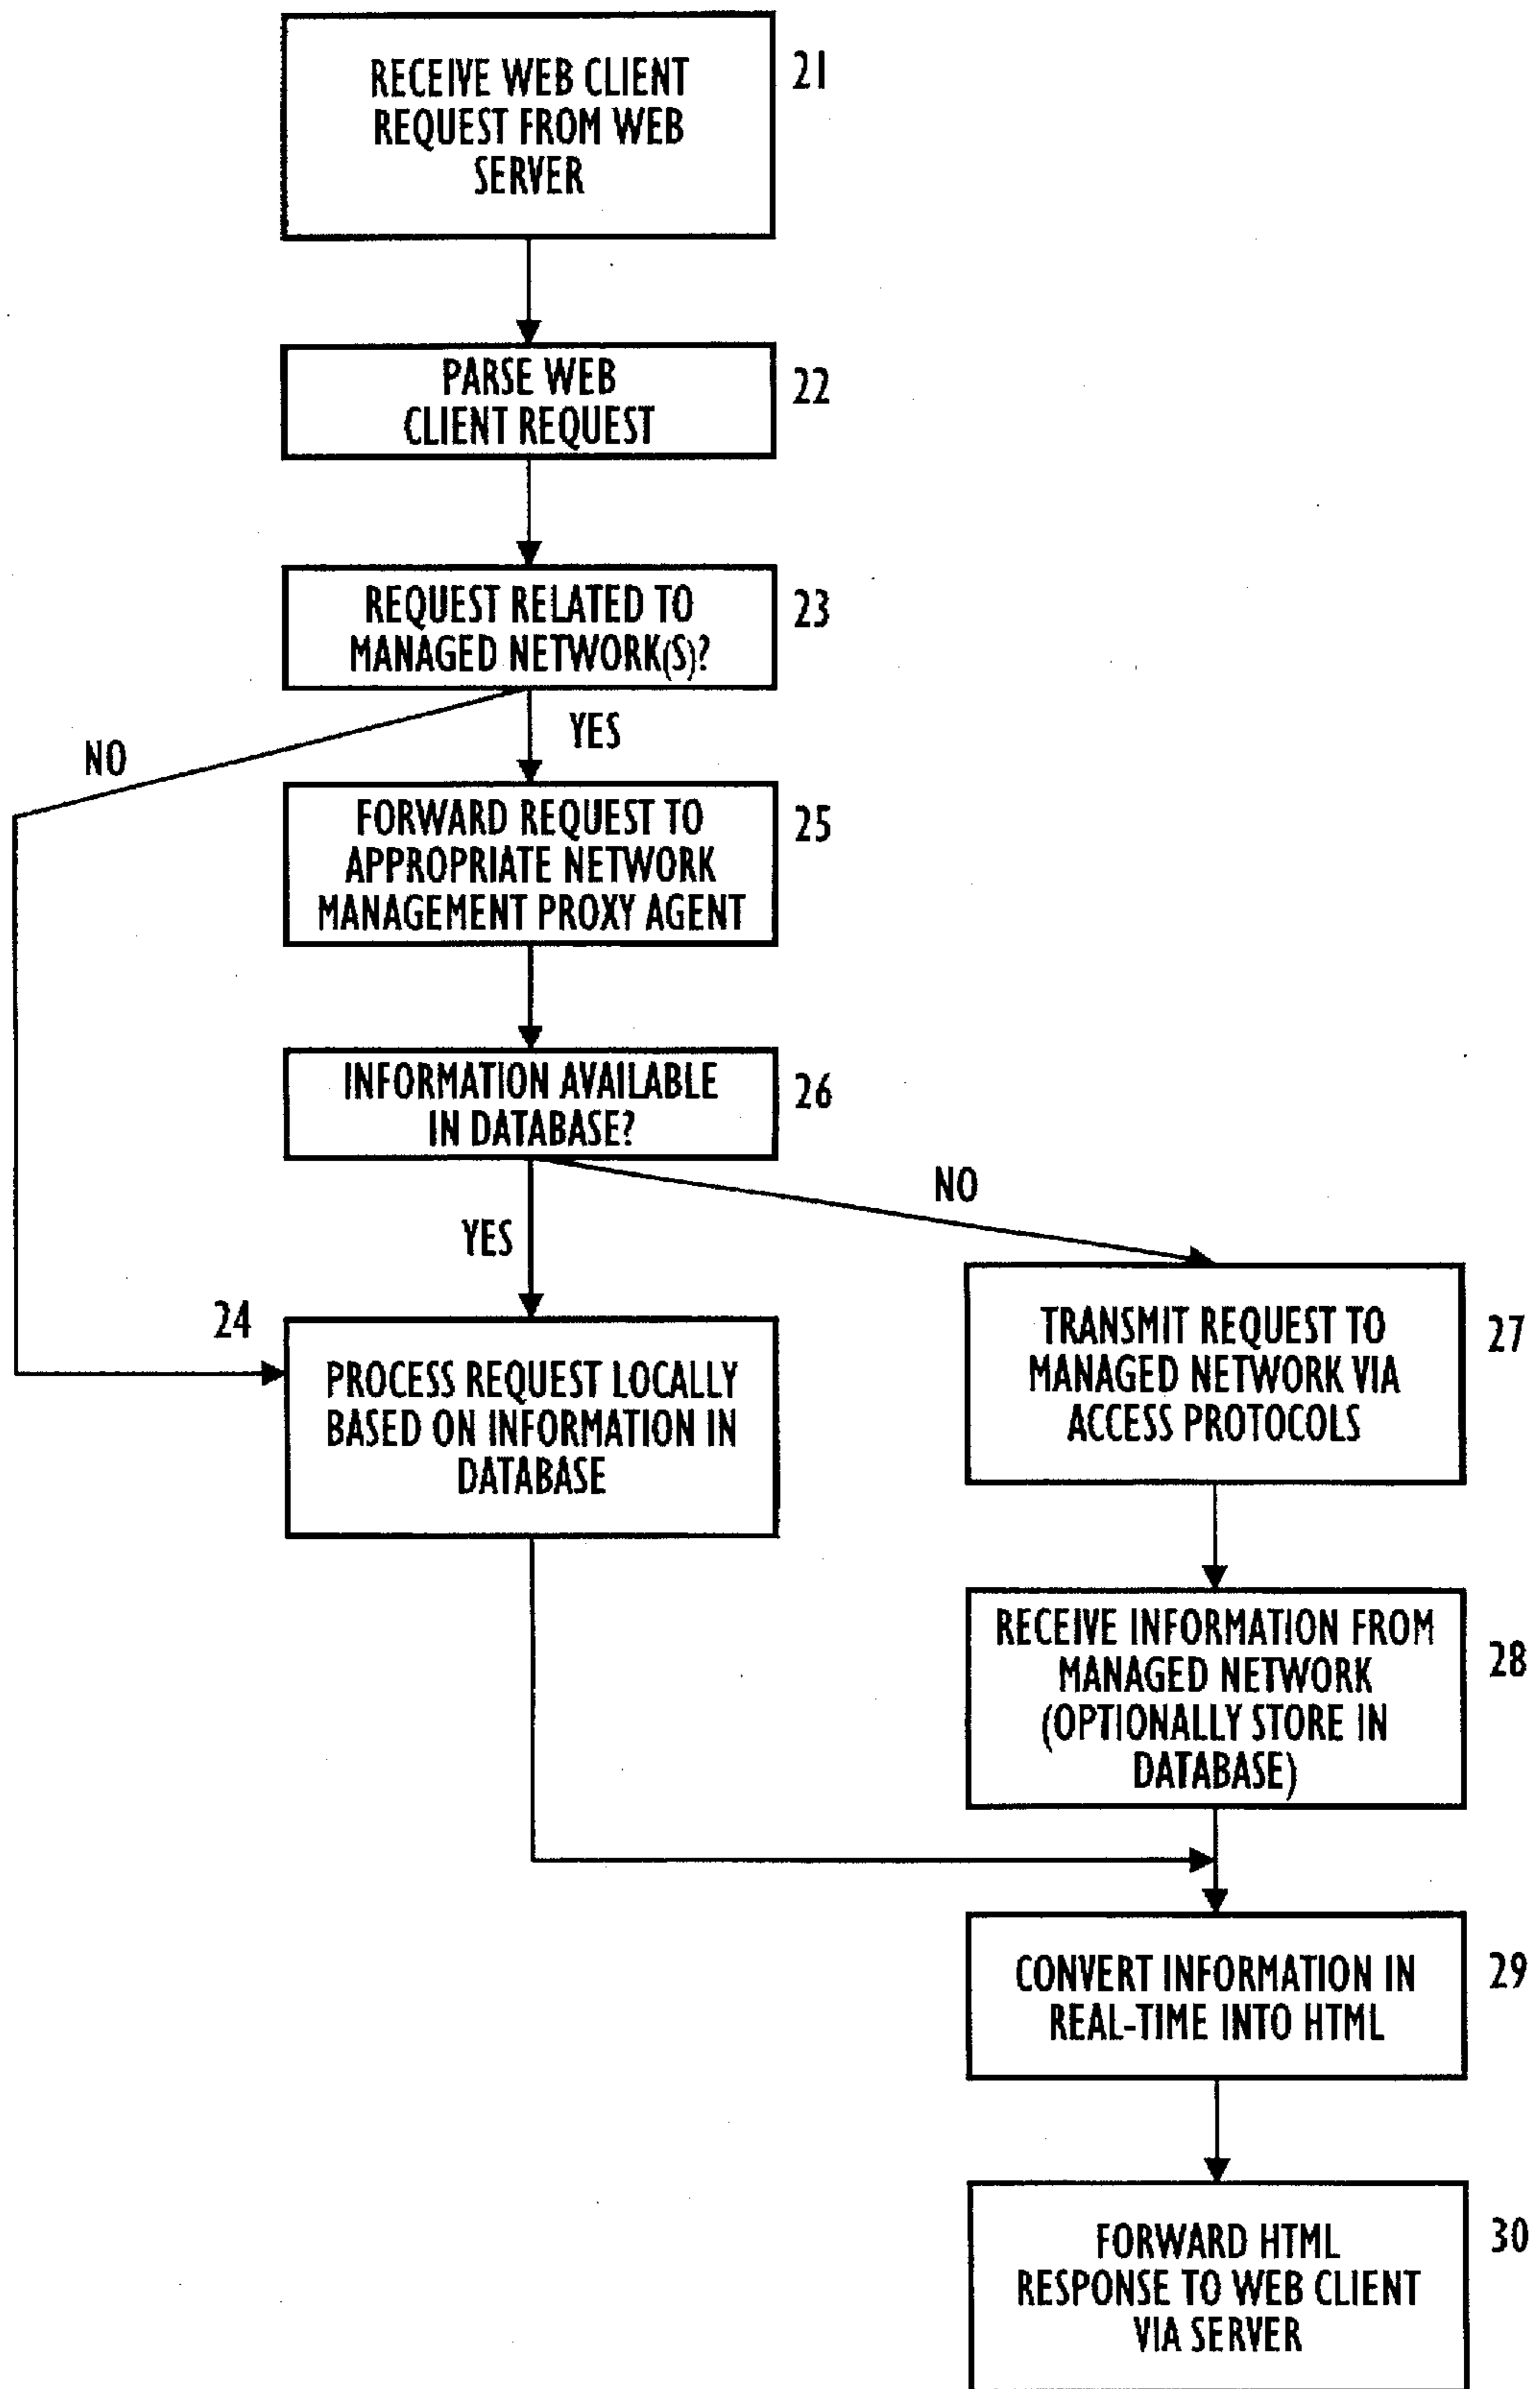 RECEIVE WEB CLIENT
REQUEST FROM WEB
SERVER
21
PARSE WEB
CLIENT REQUEST
22
REQUEST RELATED TO
MANAGED NETWORK(S)?
23
NO
YES
FORWARD REQUEST TO
APPROPRIATE NETWORK
MANAGEMENT PROXY AGENT
25
INFORMATION AVAILABLE
IN DATABASE?
26
NO
YES
24
PROCESS REQUEST LOCALLY
BASED ON INFORMATION IN
DATABASE
TRANSMIT REQUEST TO
MANAGED NETWORK VIA
ACCESS PROTOCOLS
27
RECEIVE INFORMATION FROM
MANAGED NETWORK
(OPTIONALLY STORE IN
DATABASE)
28
CONVERT INFORMATION IN
REAL-TIME INTO HTML
29
FORWARD HTML
RESPONSE TO WEB CLIENT
VIA SERVER
30